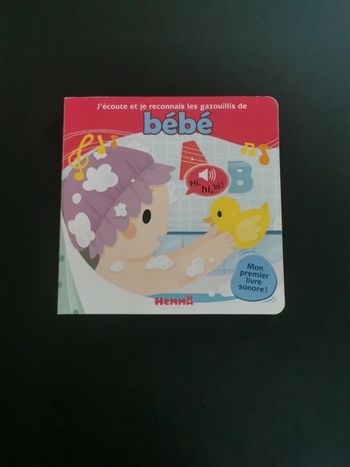 J'écoute et je reconnais les gazouillis de
bébé
A
B
Hi,
hi, hi!
Mon
premier
livre
sonore!
HEMMA